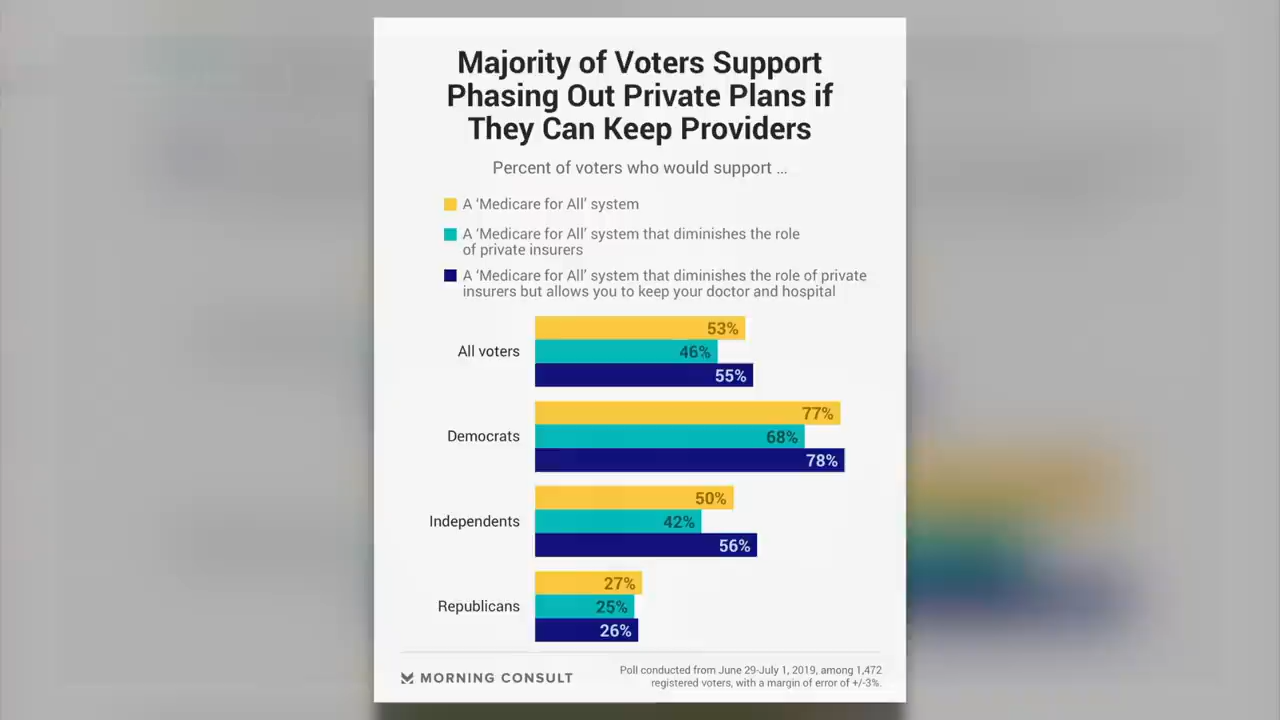 Majority of Voters Support
Phasing Out Private Plans if
They Can Keep Providers
Percent of voters who would support ...
A ‘Medicare for All’ system
A ‘Medicare for All’ system that diminishes the role
of private insurers
A ‘Medicare for All’ system that diminishes the role of private
insurers but allows you to keep your doctor and hospital
53%
All voters
46%
55%
77%
Democrats
68%
78%
50%
Independents
42%
56%
27%
Republicans
25%
26%
MORNING CONSULT
Poll conducted from June 29-July 1, 2019, among 1,472
registered voters, with a margin of error of +/-3%.